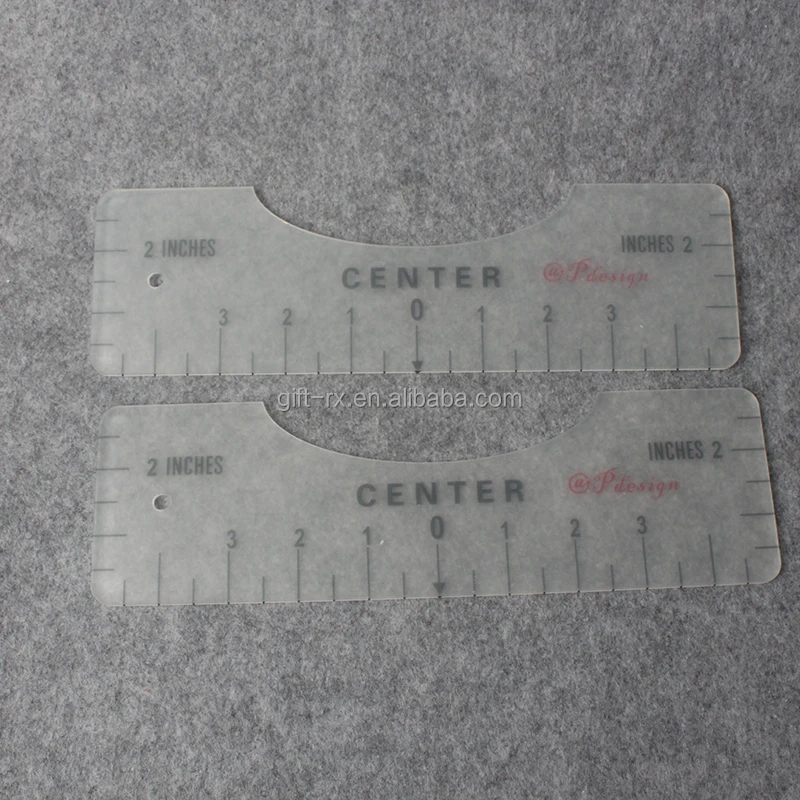 2 INCHES
INCHES 2
CENTER
@Pdesign
3 2 1 0 1 2 3
gift-rx.en.alibaba.com
2 INCHES
INCHES 2
CENTER
@Pdesign
3 2 1 0 1 2 3